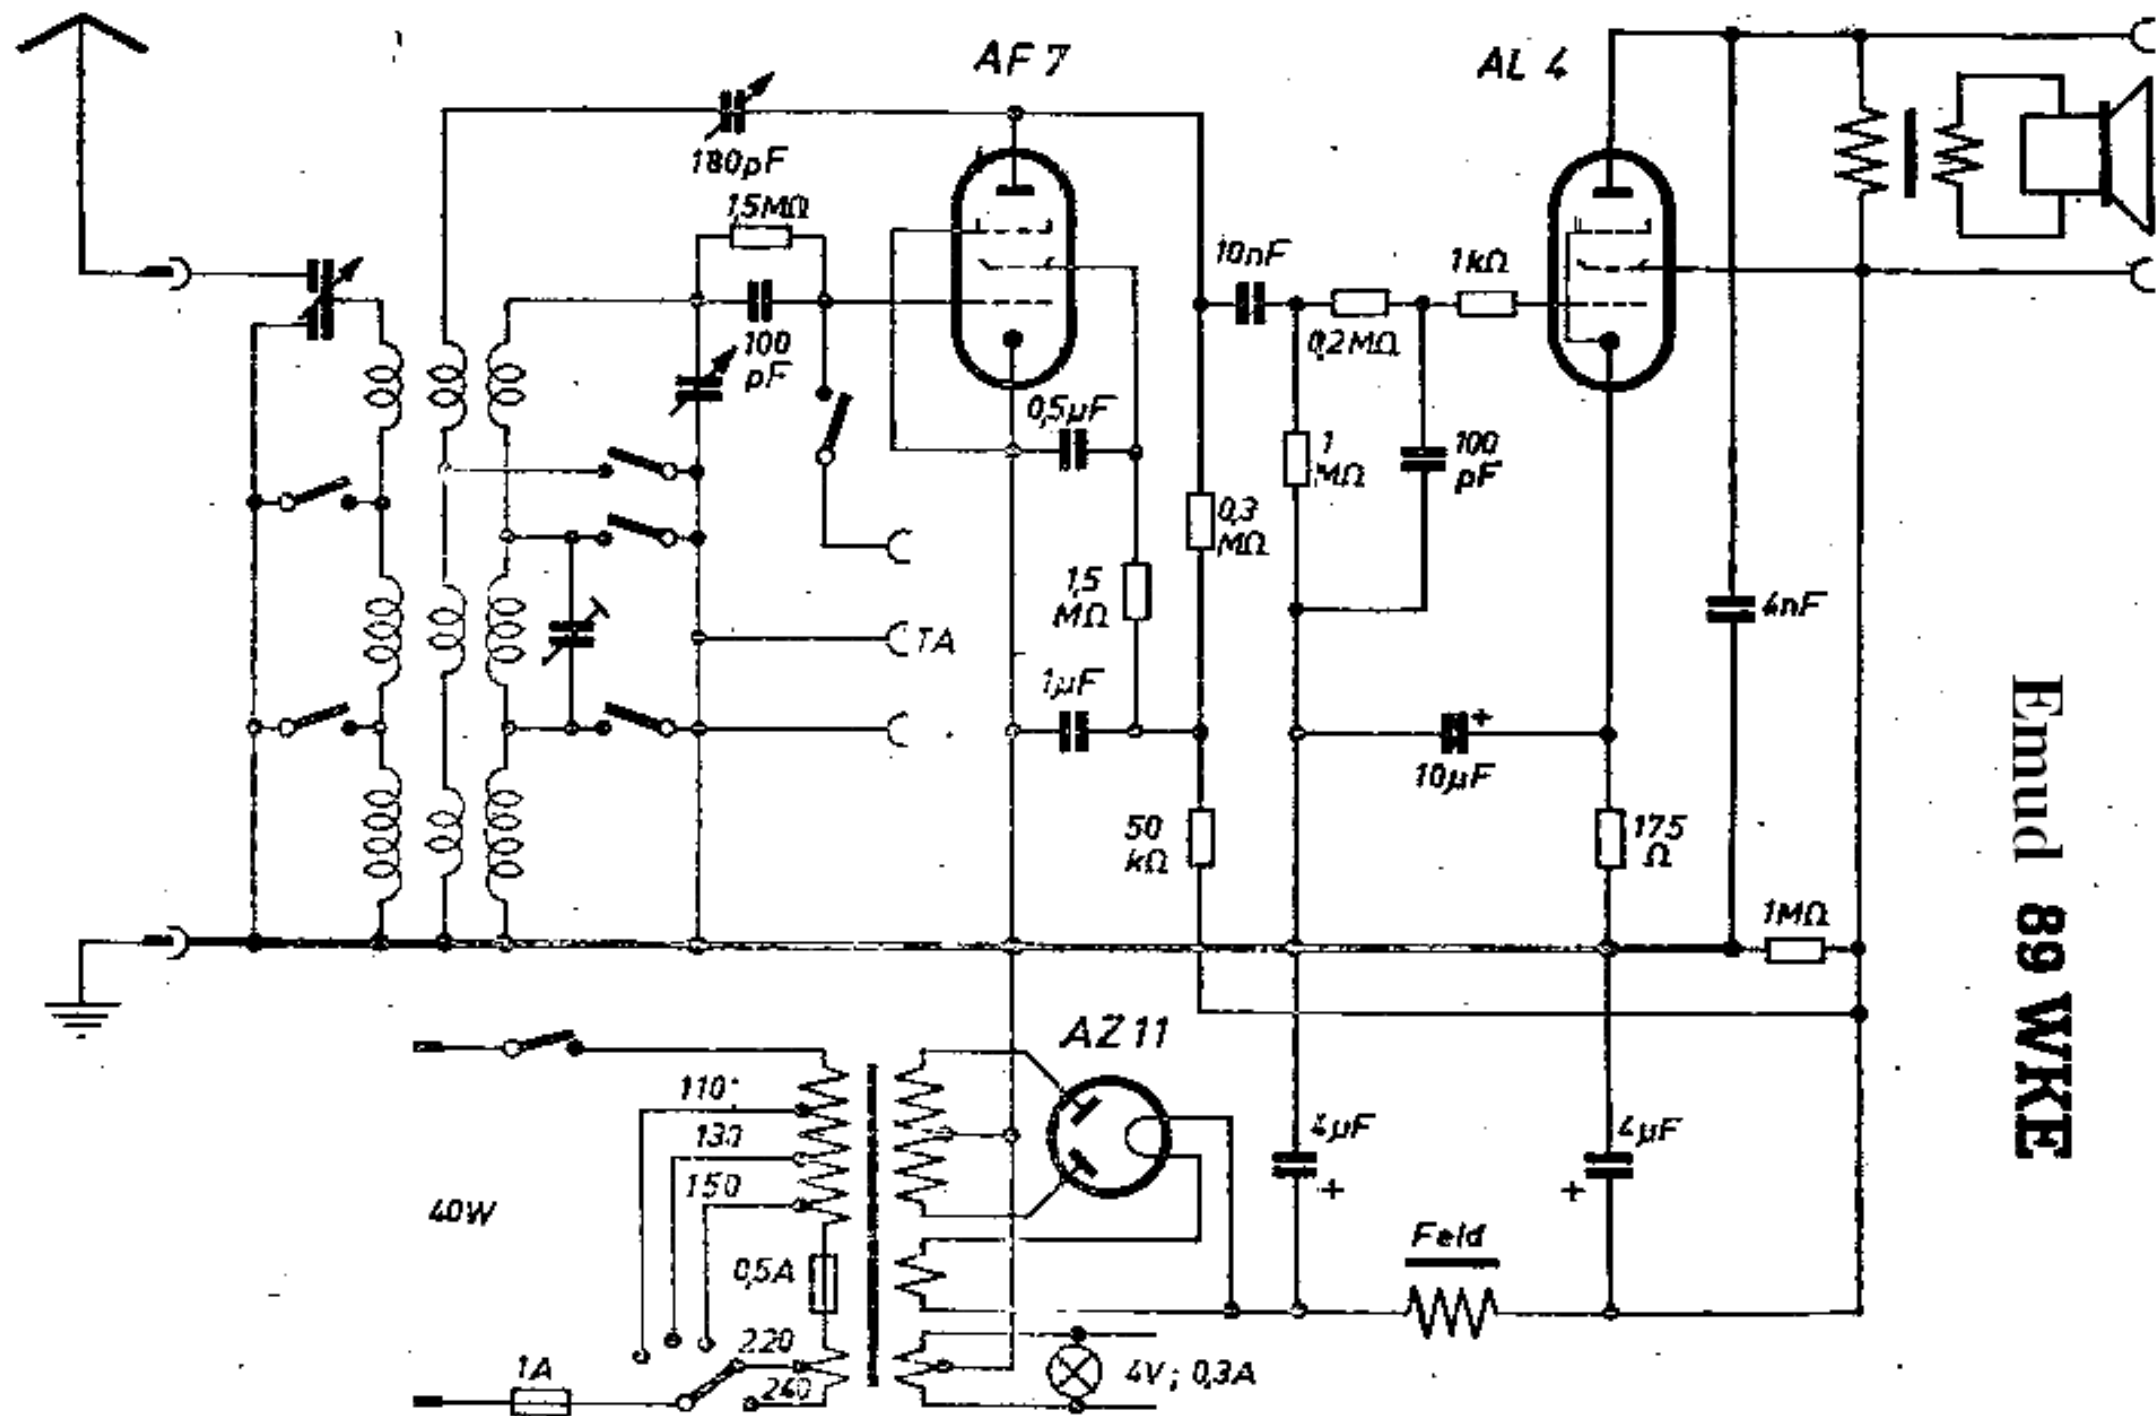 AF 7
AL 4
180pF
1,5MΩ
10nF
1kΩ
100
pF
0,2MΩ
0,5µF
1
MΩ
100
pF
0,3
MΩ
1,5
MΩ
4nF
TA
1µF
10µF
50
kΩ
175
Ω
1MΩ
Emud 89 WKE
AZ 11
110
130
150
40W
4µF
+
4µF
+
+
0,5A
Feld
220
240
1A
4V; 0,3A